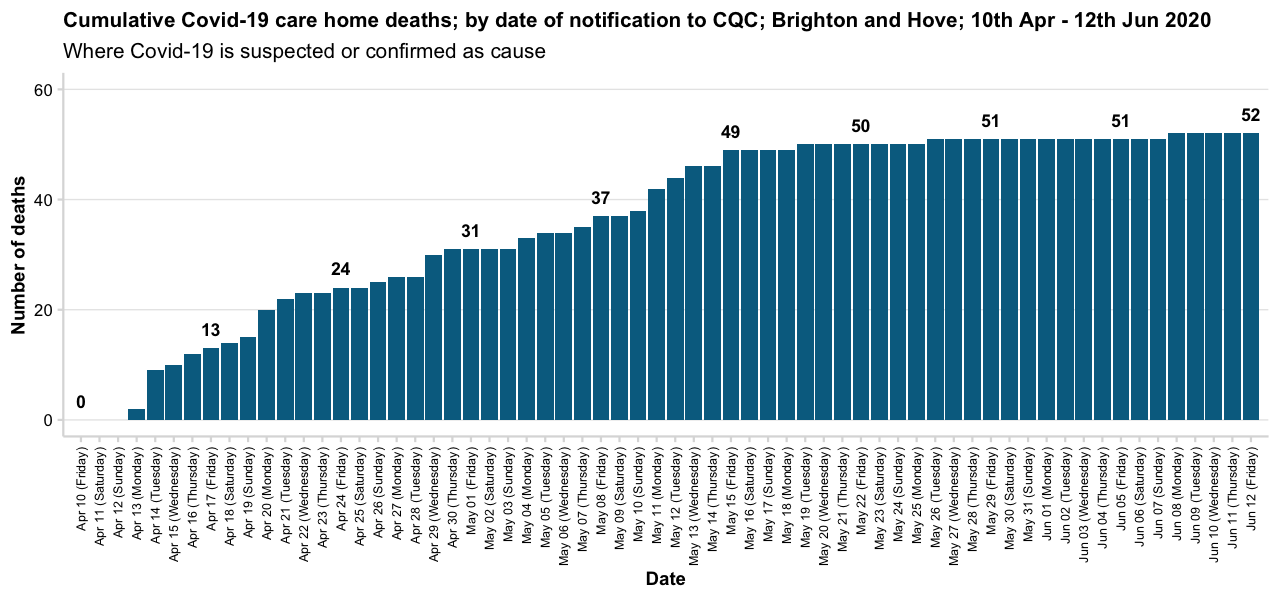 Cumulative Covid-19 care home deaths; by date of notification to CQC; Brighton and Hove; 10th Apr - 12th Jun 2020
Where Covid-19 is suspected or confirmed as cause
Number of deaths
60
40
20
0
0
13
24
31
37
49
50
51
51
52
Apr 10 (Friday)
Apr 11 (Saturday)
Apr 12 (Sunday)
Apr 13 (Monday)
Apr 14 (Tuesday)
Apr 15 (Wednesday)
Apr 16 (Thursday)
Apr 17 (Friday)
Apr 18 (Saturday)
Apr 19 (Sunday)
Apr 20 (Monday)
Apr 21 (Tuesday)
Apr 22 (Wednesday)
Apr 23 (Thursday)
Apr 24 (Friday)
Apr 25 (Saturday)
Apr 26 (Sunday)
Apr 27 (Monday)
Apr 28 (Tuesday)
Apr 29 (Wednesday)
Apr 30 (Thursday)
May 01 (Friday)
May 02 (Saturday)
May 03 (Sunday)
May 04 (Monday)
May 05 (Tuesday)
May 06 (Wednesday)
May 07 (Thursday)
May 08 (Friday)
May 09 (Saturday)
May 10 (Sunday)
May 11 (Monday)
May 12 (Tuesday)
May 13 (Wednesday)
May 14 (Thursday)
May 15 (Friday)
May 16 (Saturday)
May 17 (Sunday)
May 18 (Monday)
May 19 (Tuesday)
May 20 (Wednesday)
May 21 (Thursday)
May 22 (Friday)
May 23 (Saturday)
May 24 (Sunday)
May 25 (Monday)
May 26 (Tuesday)
May 27 (Wednesday)
May 28 (Thursday)
May 29 (Friday)
May 30 (Saturday)
May 31 (Sunday)
Jun 01 (Monday)
Jun 02 (Tuesday)
Jun 03 (Wednesday)
Jun 04 (Thursday)
Jun 05 (Friday)
Jun 06 (Saturday)
Jun 07 (Sunday)
Jun 08 (Monday)
Jun 09 (Tuesday)
Jun 10 (Wednesday)
Jun 11 (Thursday)
Jun 12 (Friday)
Date